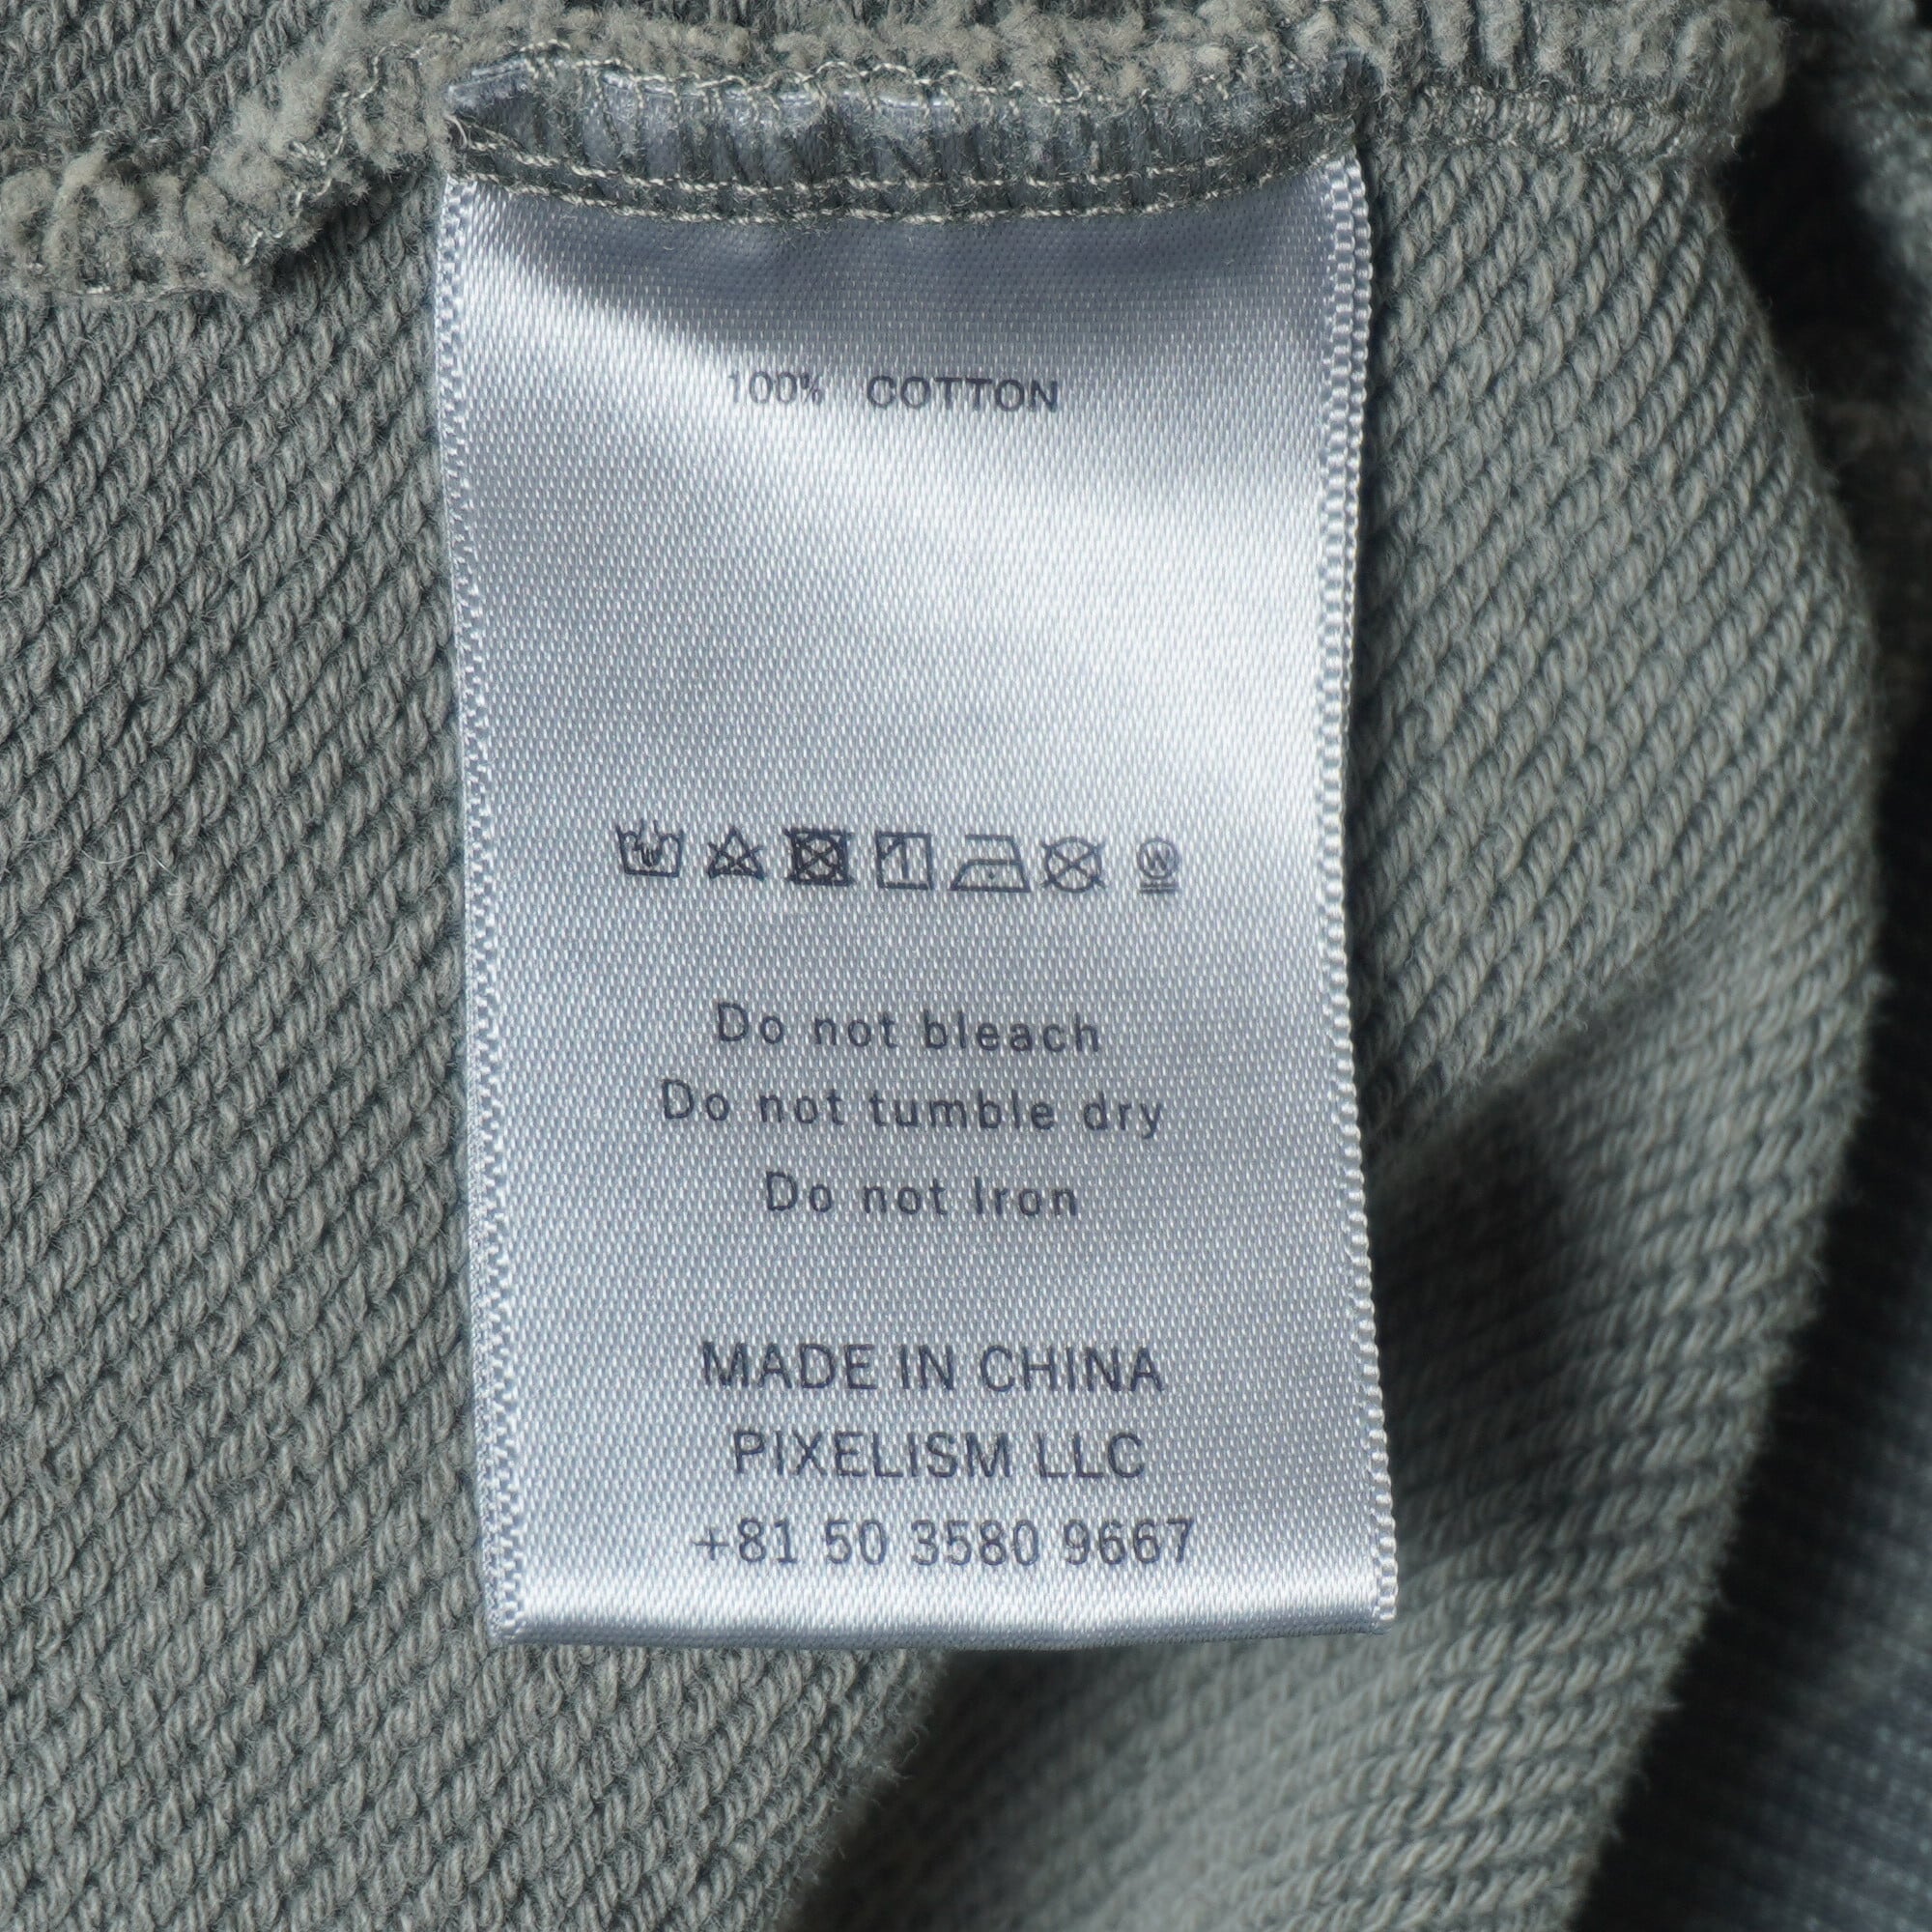 100% COTTON
W
Do not bleach
Do not tumble dry
Do not Iron
MADE IN CHINA
PIXELISM LLC
+81 50 3580 9667